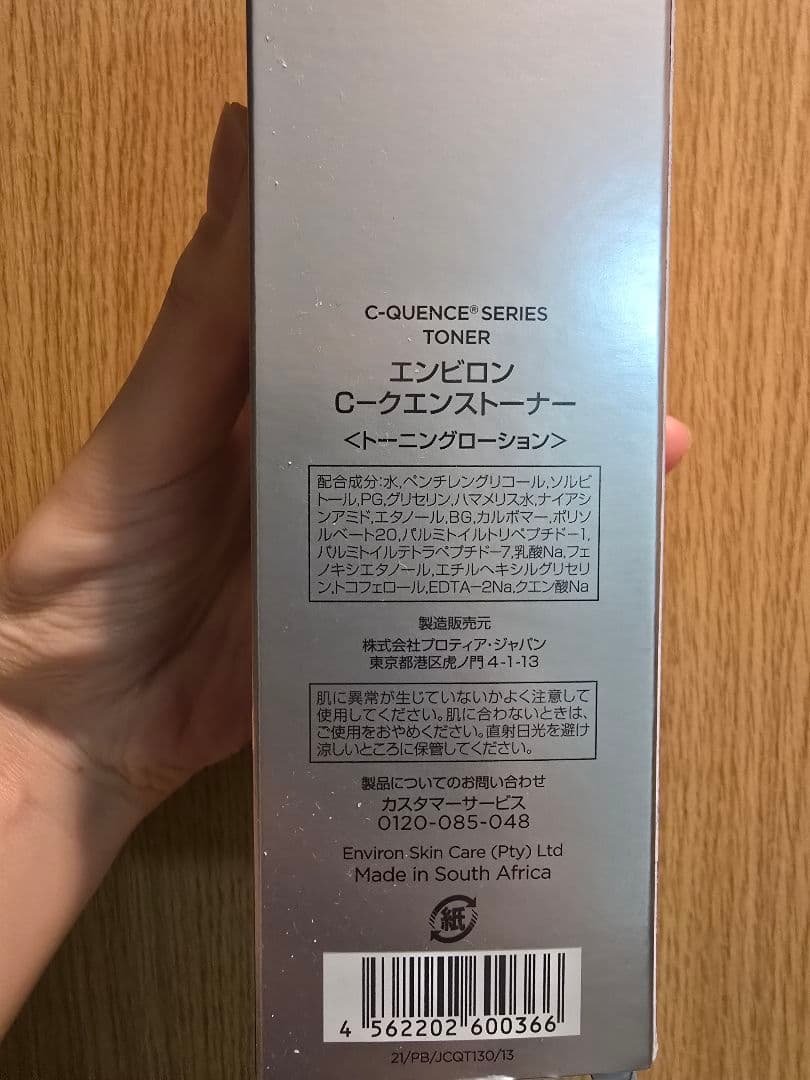 C-QUENCE® SERIES
TONER
エンビロン
C－クエンストーナー
＜トーニングローション＞
配合成分：水,ペンチレングリコール,ソルビ
トール,PG,グリセリン,ハマメリス水,ナイアシ
ンアミド,エタノール,BG,カルボマー,ポリソ
ルベート20,パルミトイルトリペプチド－1,
パルミトイルテトラペプチド－7,乳酸Na,フェ
ノキシエタノール,エチルヘキシルグリセリ
ン,トコフェロール,EDTA－2Na,クエン酸Na
製造販売元
株式会社プロティア・ジャパン
東京都港区虎ノ門4-1-13
肌に異常が生じていないかよく注意して
使用してください。肌に合わないときは、
ご使用をおやめください。直射日光を避け
涼しいところに保管してください。
製品についてのお問い合わせ
カスタマーサービス
0120-085-048
Environ Skin Care (Pty) Ltd
Made in South Africa
紙
4 562202 600366
21/PB/JCQT130/13